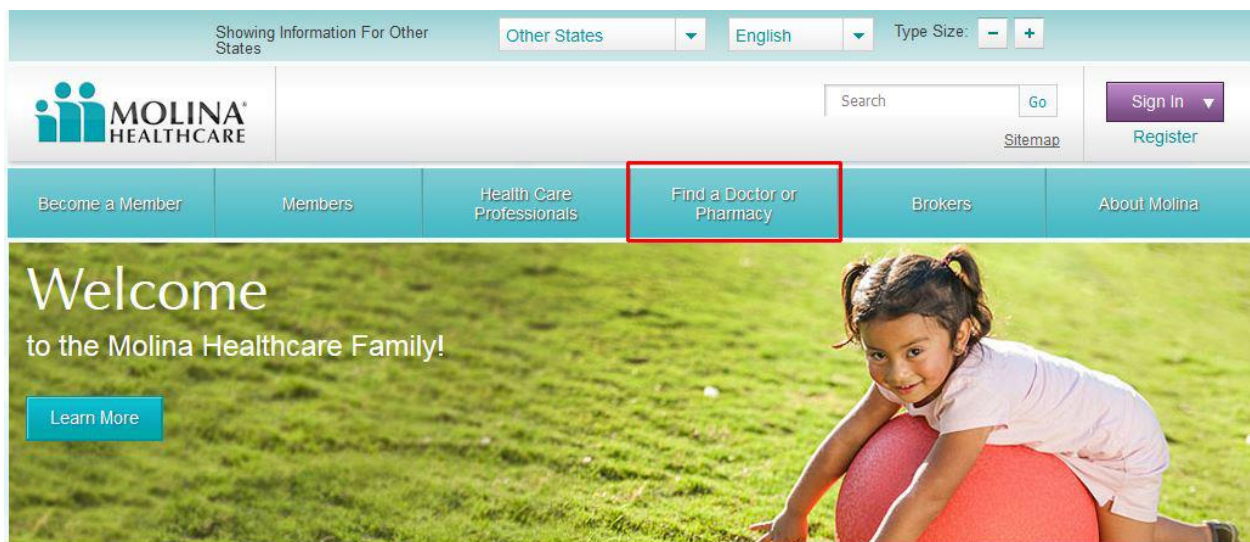 Showing Information For Other
States
Other States
English
Type Size: - +
MOLINA®
HEALTHCARE
Search
Go
Sitemap
Sign In
Register
Become a Member
Members
Health Care
Professionals
Find a Doctor or
Pharmacy
Brokers
About Molina
Welcome
to the Molina Healthcare Family!
Learn More